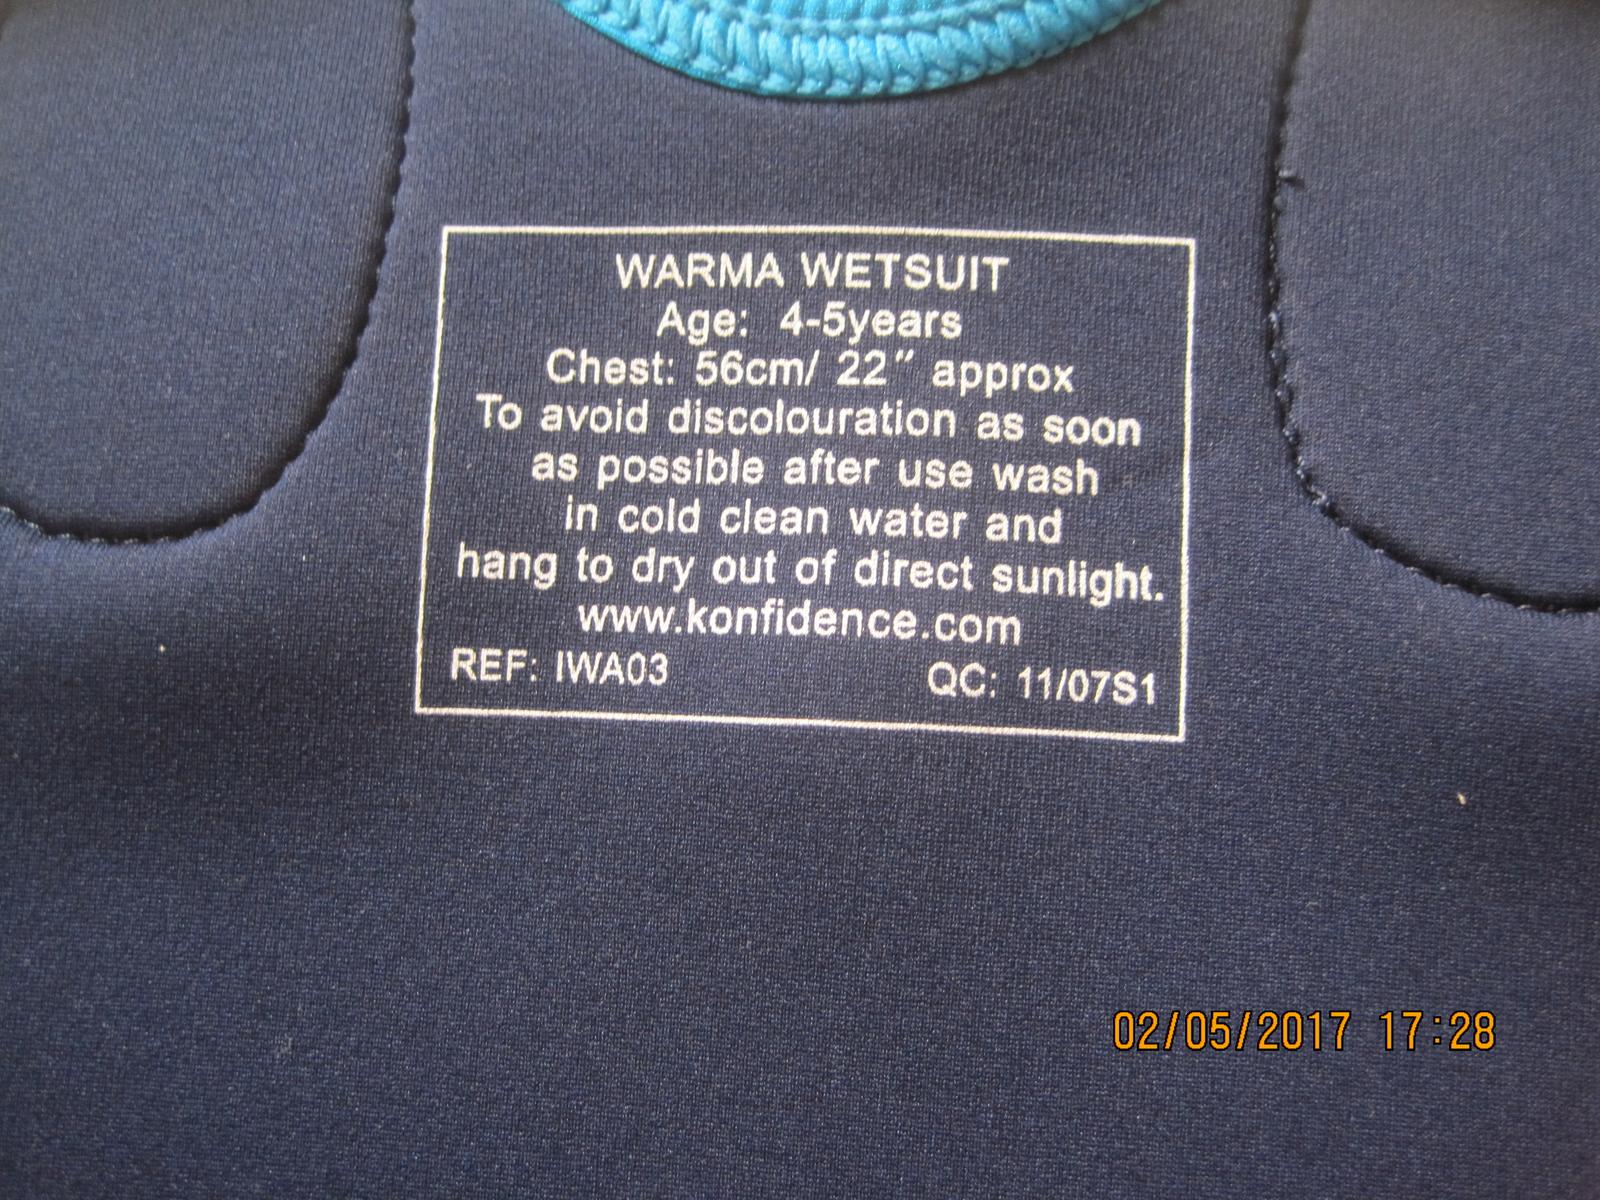 WARMA WETSUIT
Age: 4-5years
Chest: 56cm/ 22" approx
To avoid discolouration as soon
as possible after use wash
in cold clean water and
hang to dry out of direct sunlight.
www.konfidence.com
REF: IWA03 QC: 11/07S1
02/05/2017 17:28